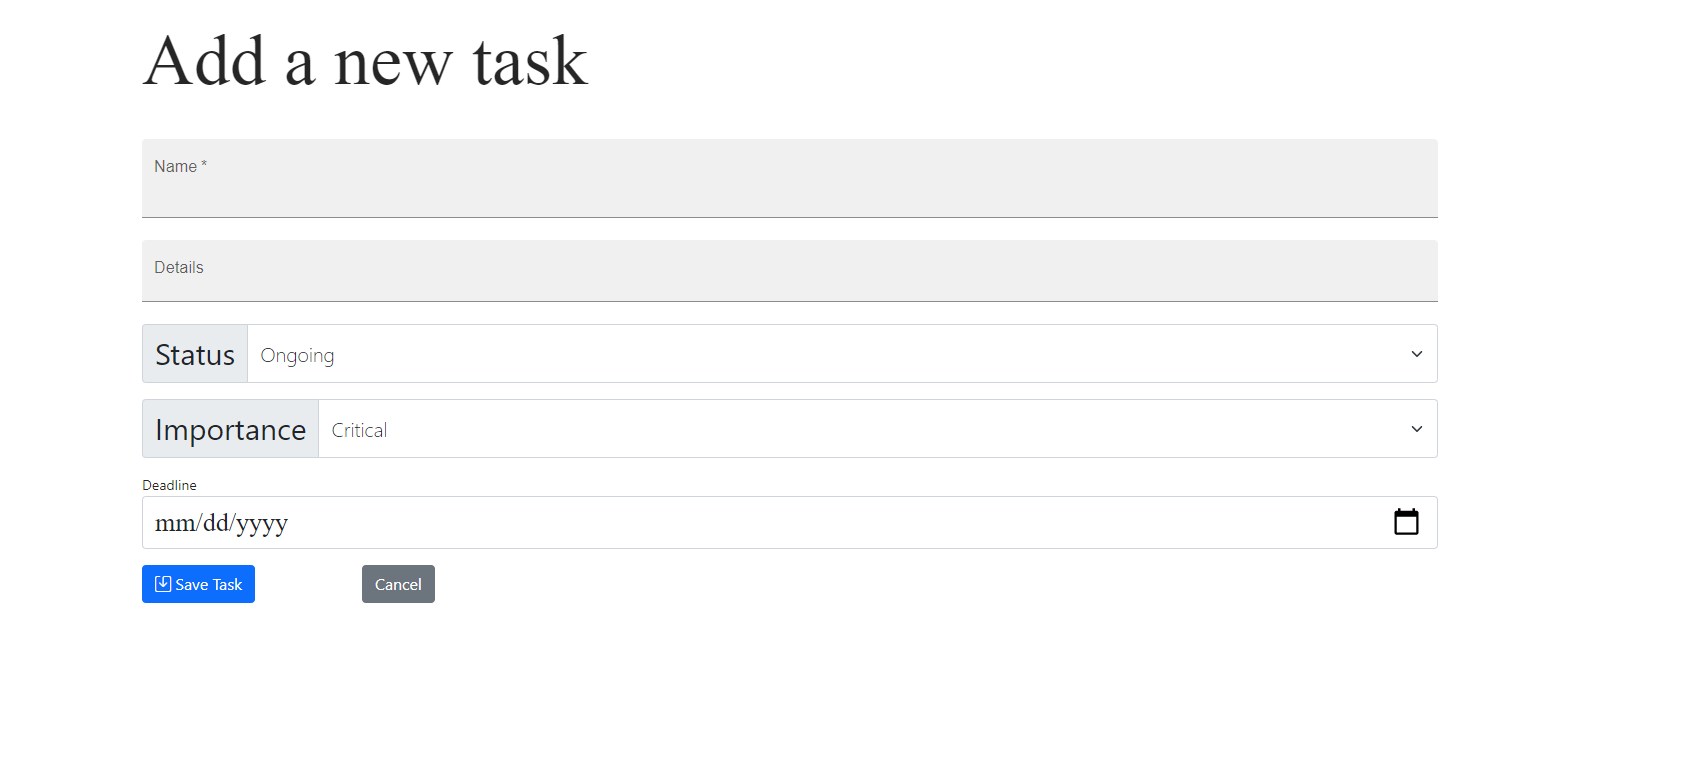 Add a new task
Name *
Details
Status Ongoing
Importance Critical
Deadline
mm/dd/yyyy
Save Task Cancel